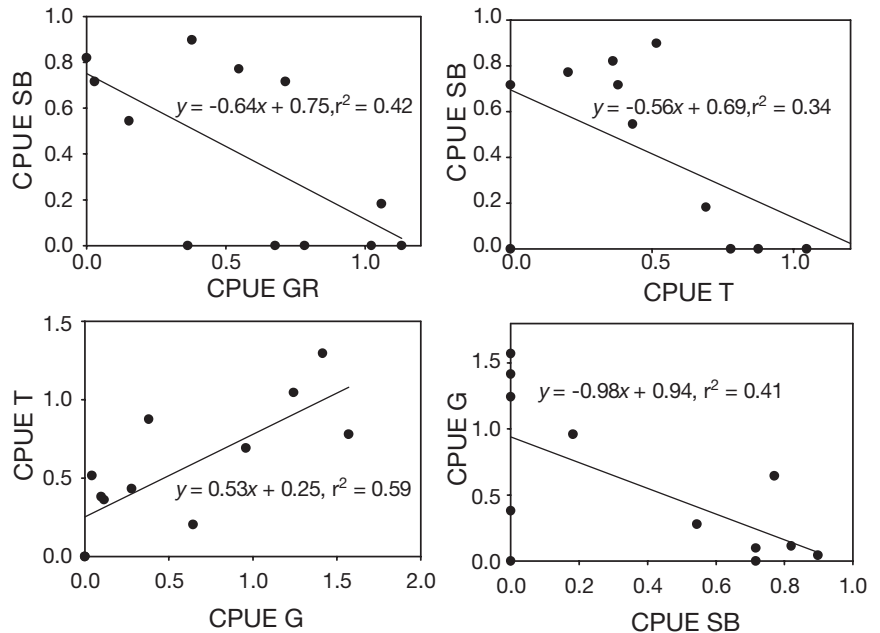 1.0
0.8
0.6
0.4
0.2
0.0
CPUE SB
y = -0.64x + 0.75,r² = 0.42
0.0 0.5 1.0
CPUE GR
1.0
0.8
0.6
0.4
0.2
0.0
CPUE SB
y = -0.56x + 0.69,r² = 0.34
0.0 0.5 1.0
CPUE T
1.5
1.0
0.5
0.0
CPUE T
y = 0.53x + 0.25, r² = 0.59
0.0 0.5 1.0 1.5 2.0
CPUE G
1.5
1.0
0.5
0.0
CPUE G
y = -0.98x + 0.94, r² = 0.41
0.0 0.2 0.4 0.6 0.8 1.0
CPUE SB